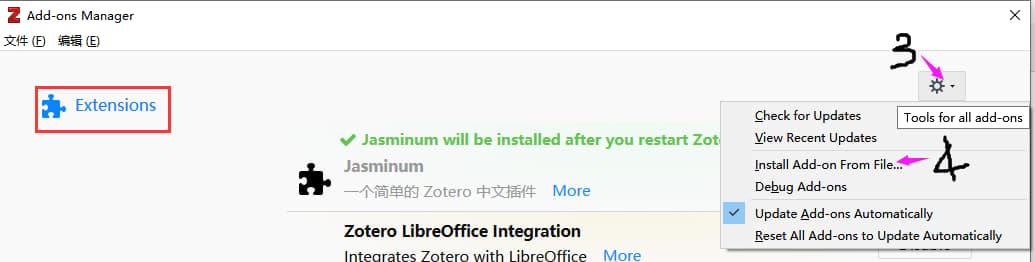 Z Add-ons Manager
文件 (F) 编辑 (E)
3
Extensions
Tools for all add-ons
Check for Updates
View Recent Updates
Install Add-on From File...
4
Debug Add-ons
Update Add-ons Automatically
Reset All Add-ons to Update Automatically
Jasminum will be installed after you restart Zote
Jasminum
一个简单的 Zotero 中文插件 More
Zotero LibreOffice Integration
Integrates Zotero with LibreOffice More